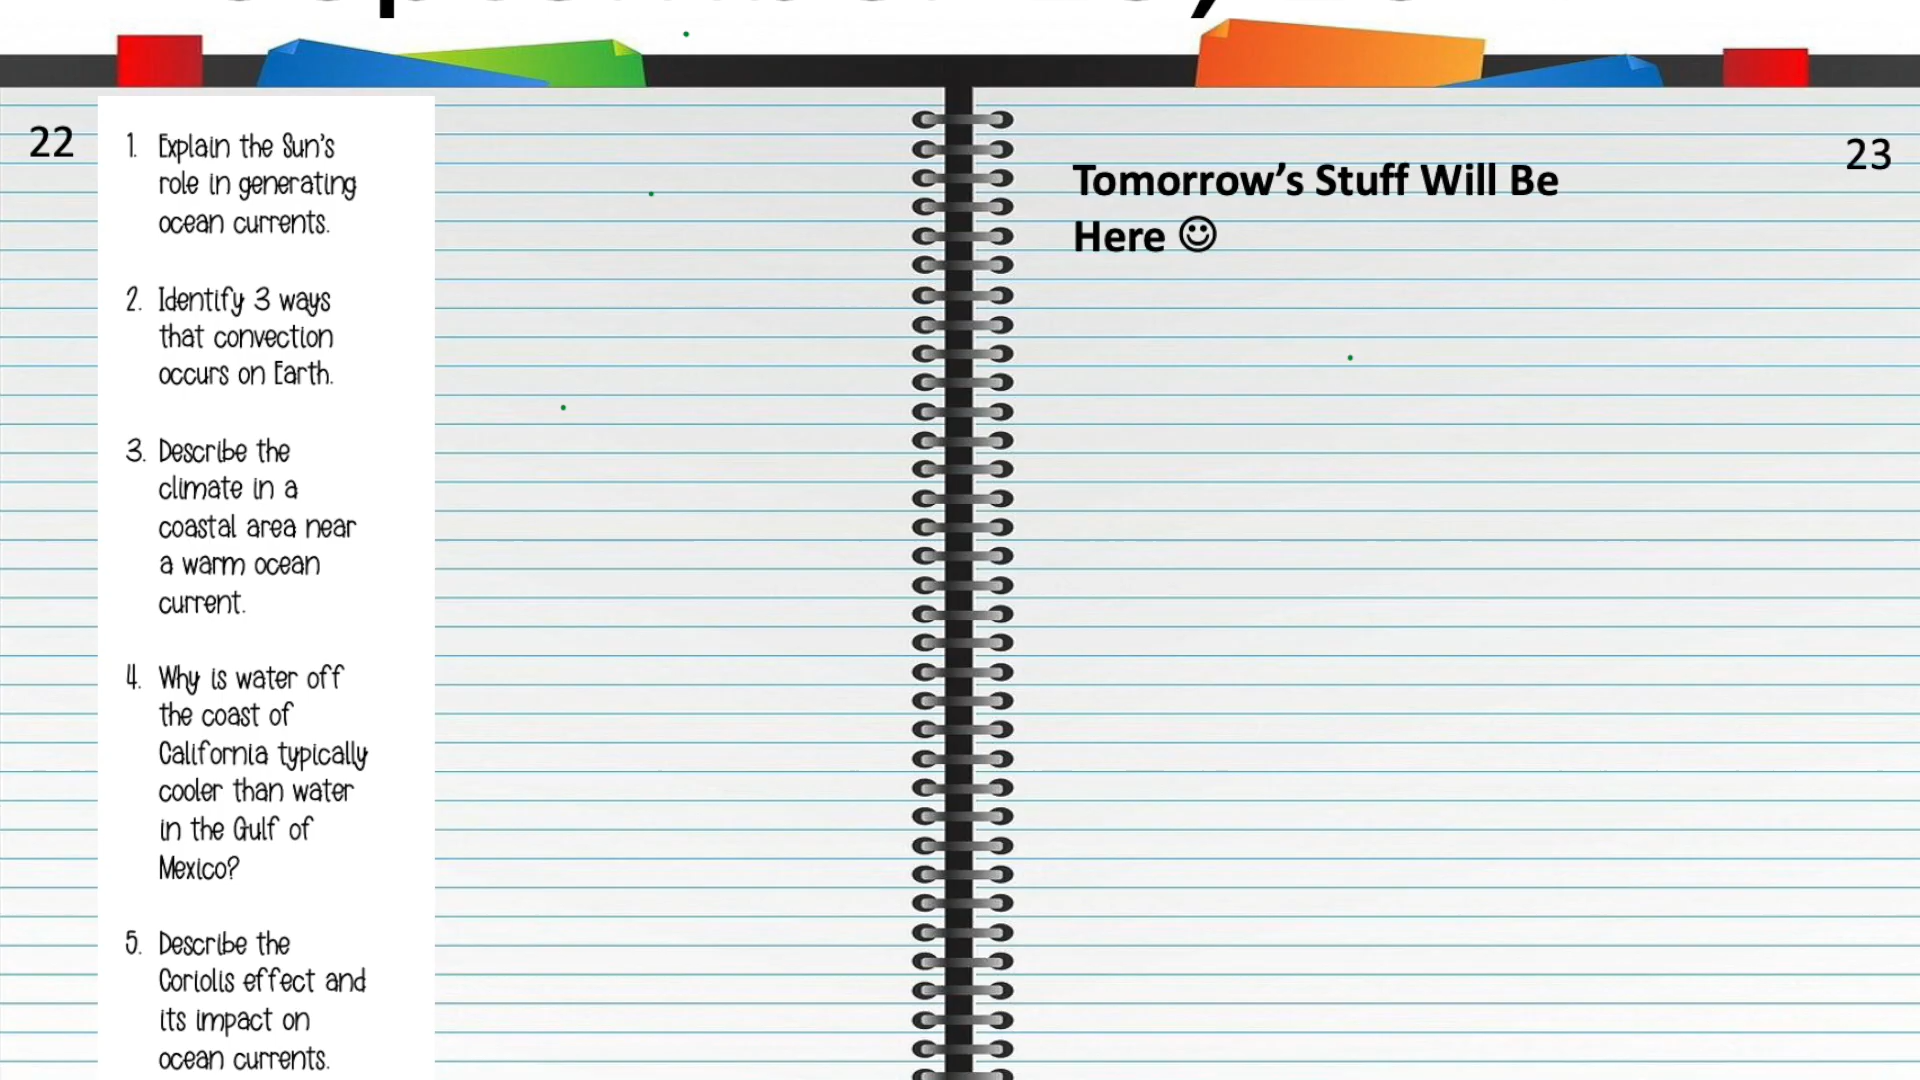 22
1. Explain the Sun's
role in generating
ocean currents.
2. Identify 3 ways
that convection
occurs on Earth.
3. Describe the
climate in a
coastal area near
a warm ocean
current.
4. Why is water off
the coast of
California typically
cooler than water
in the Gulf of
Mexico?
5. Describe the
Coriolis effect and
its impact on
ocean currents.
Tomorrow’s Stuff Will Be
Here ☺
23